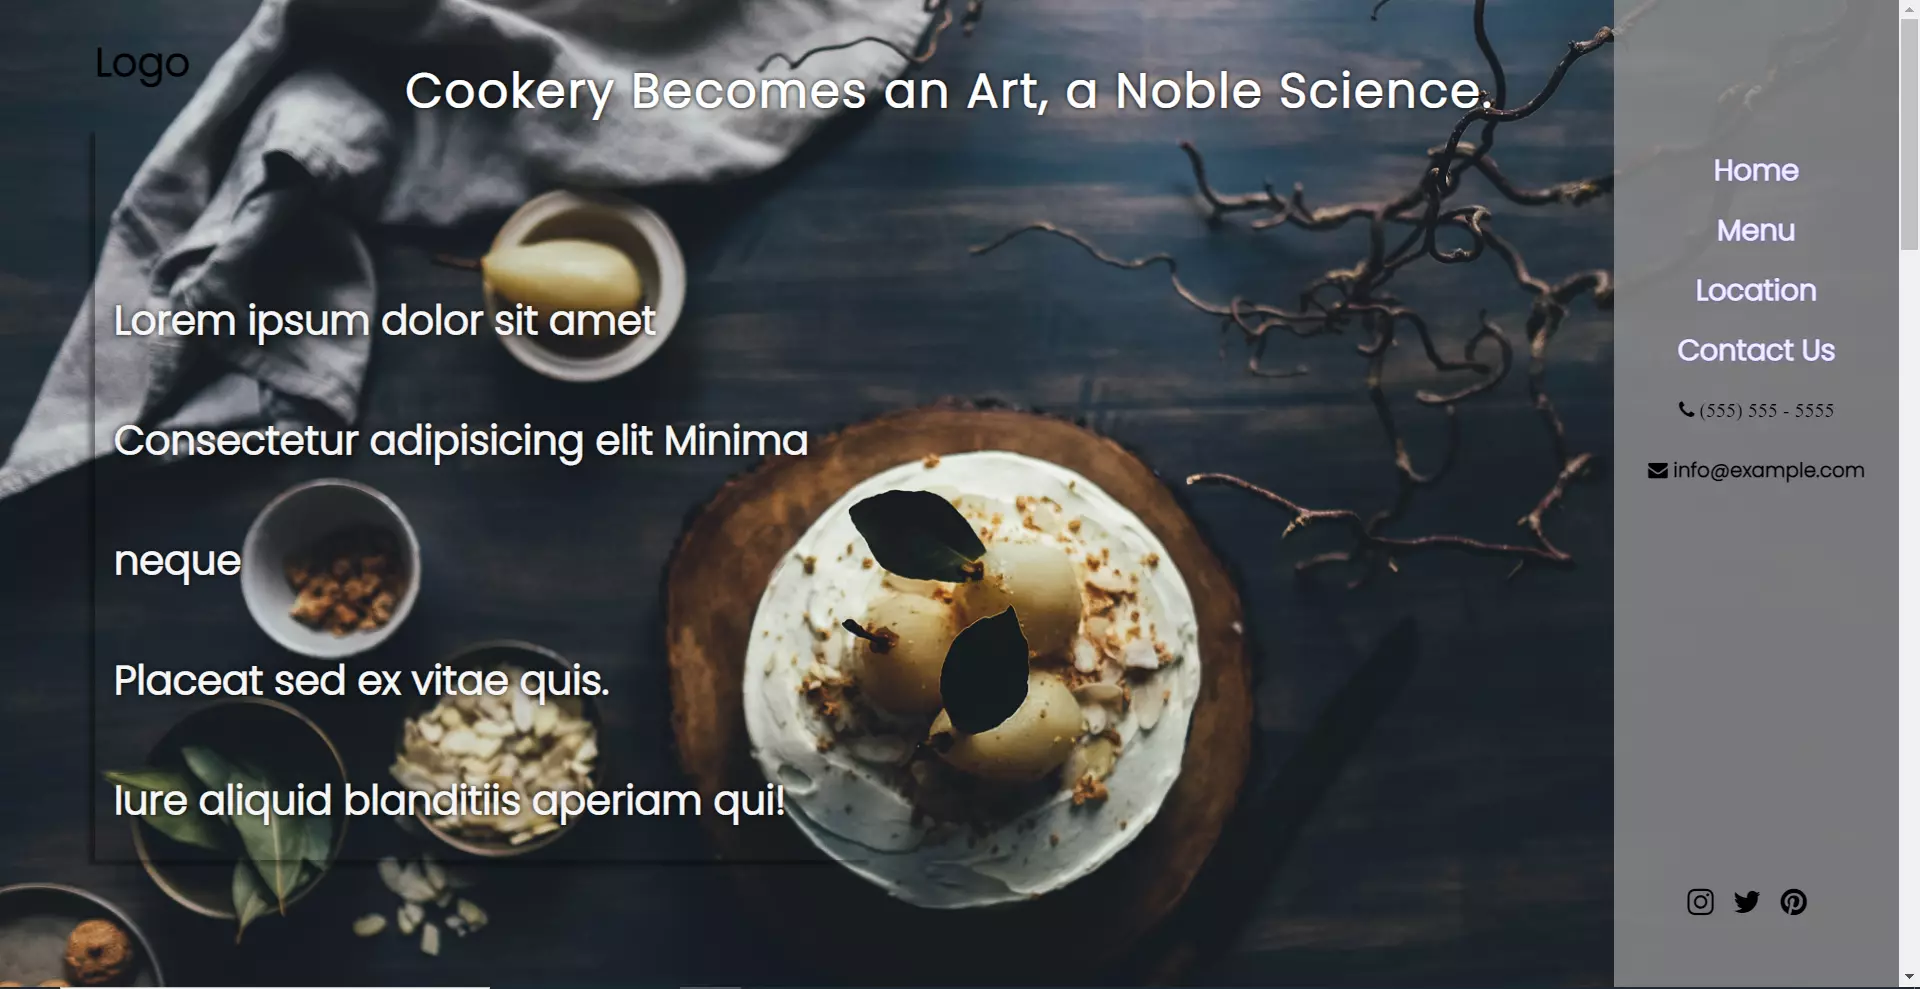 Logo
Cookery Becomes an Art, a Noble Science.
Lorem ipsum dolor sit amet
Consectetur adipisicing elit Minima
neque
Placeat sed ex vitae quis.
Iure aliquid blanditiis aperiam qui!
Home
Menu
Location
Contact Us
(555) 555 - 5555
info@example.com